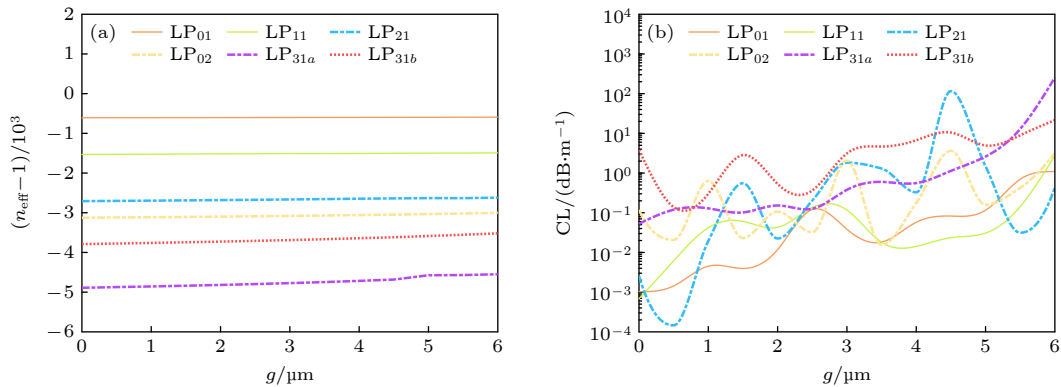 (a)
LP₀₁ LP₁₁ LP₂₁
LP₀₂ LP₃₁ₐ LP₃₁b
2
1
0
−1
−2
−3
−4
−5
−6
(n_eff−1)/10³
0 1 2 3 4 5 6
g/µm
(b)
LP₀₁ LP₁₁ LP₂₁
LP₀₂ LP₃₁ₐ LP₃₁b
10⁴
10³
10²
10¹
10⁰
10⁻¹
10⁻²
10⁻³
10⁻⁴
CL/(dB·m⁻¹)
0 1 2 3 4 5 6
g/µm